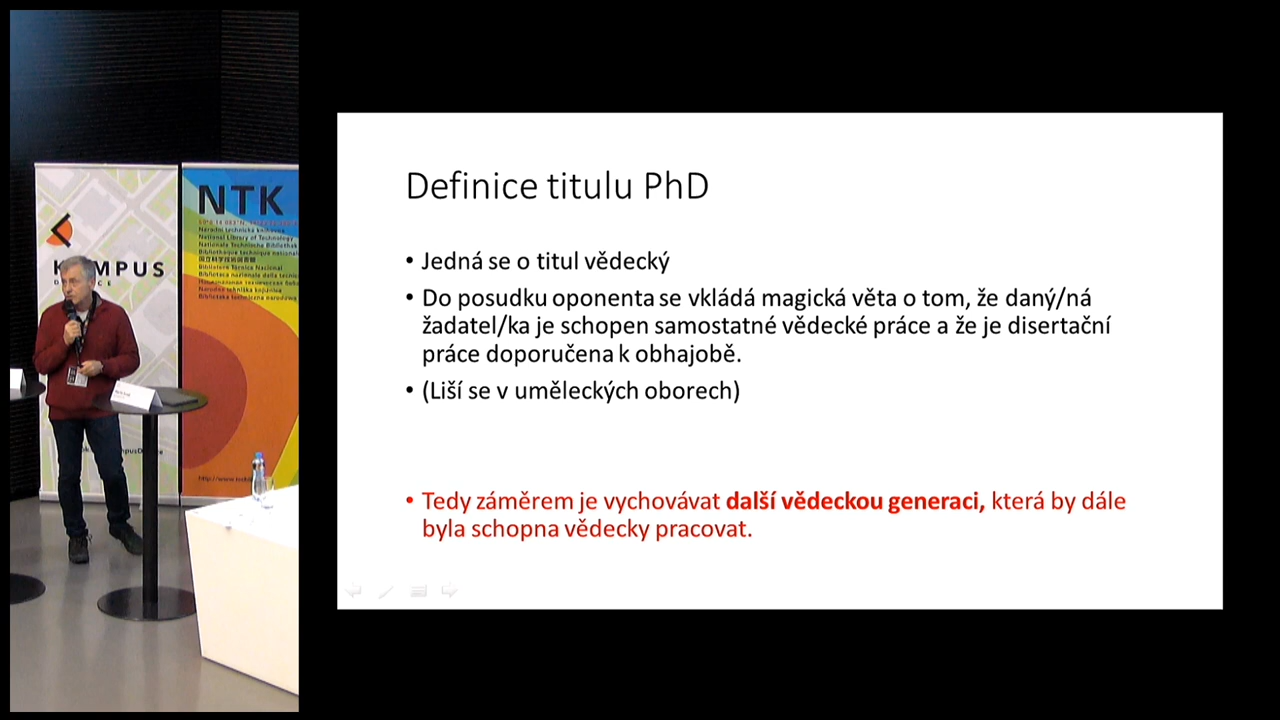 KAMPUS
NTK
Národní technická knihovna
National Library of Technology
Definice titulu PhD
• Jedná se o titul vědecký
• Do posudku oponenta se vkládá magická věta o tom, že daný/ná
žadatel/ka je schopen samostatné vědecké práce a že je disertační
práce doporučena k obhajobě.
• (Liší se v uměleckých oborech)
• Tedy záměrem je vychovávat další vědeckou generaci, která by dále
byla schopna vědecky pracovat.